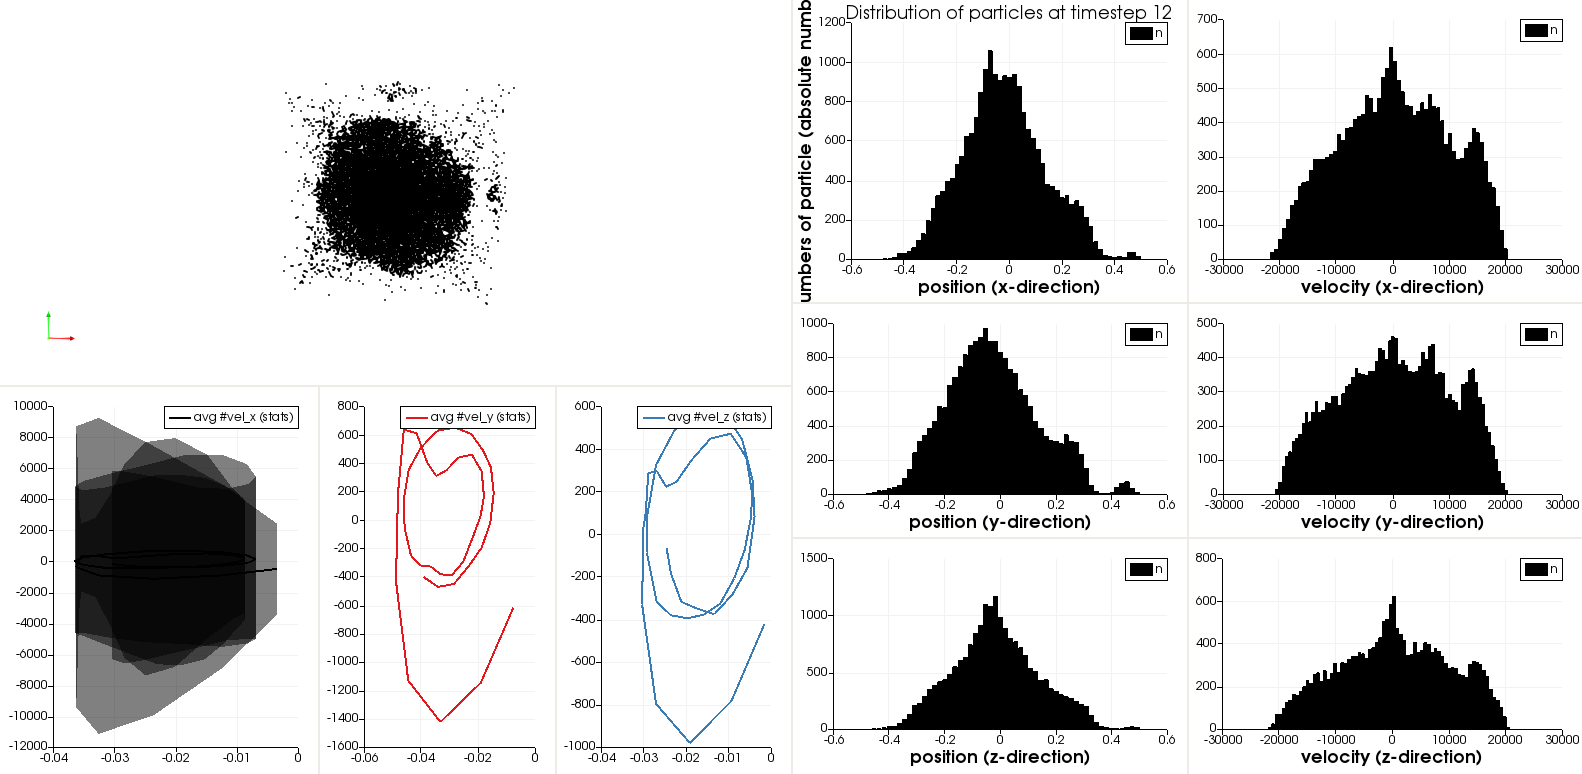 Distribution of particles at timestep 12
umbers of particle (absolute numb
1200
1000
800
600
400
200
0
-0.6 -0.4 -0.2 0 0.2 0.4 0.6
position (x-direction)
n
700
600
500
400
300
200
100
0
-30000 -20000 -10000 0 10000 20000 30000
velocity (x-direction)
n
1000
800
600
400
200
0
-0.6 -0.4 -0.2 0 0.2 0.4 0.6
position (y-direction)
n
500
400
300
200
100
0
-30000 -20000 -10000 0 10000 20000 30000
velocity (y-direction)
n
1500
1000
500
0
-0.6 -0.4 -0.2 0 0.2 0.4 0.6
position (z-direction)
n
800
600
400
200
0
-30000 -20000 -10000 0 10000 20000 30000
velocity (z-direction)
n
avg #vel_x (stats)
10000
8000
6000
4000
2000
0
-2000
-4000
-6000
-8000
-10000
-12000
-0.04 -0.03 -0.02 -0.01 0
avg #vel_y (stats)
800
600
400
200
0
-200
-400
-600
-800
-1000
-1200
-1400
-1600
-0.06 -0.04 -0.02 0
avg #vel_z (stats)
600
400
200
0
-200
-400
-600
-800
-1000
-0.04 -0.03 -0.02 -0.01 0